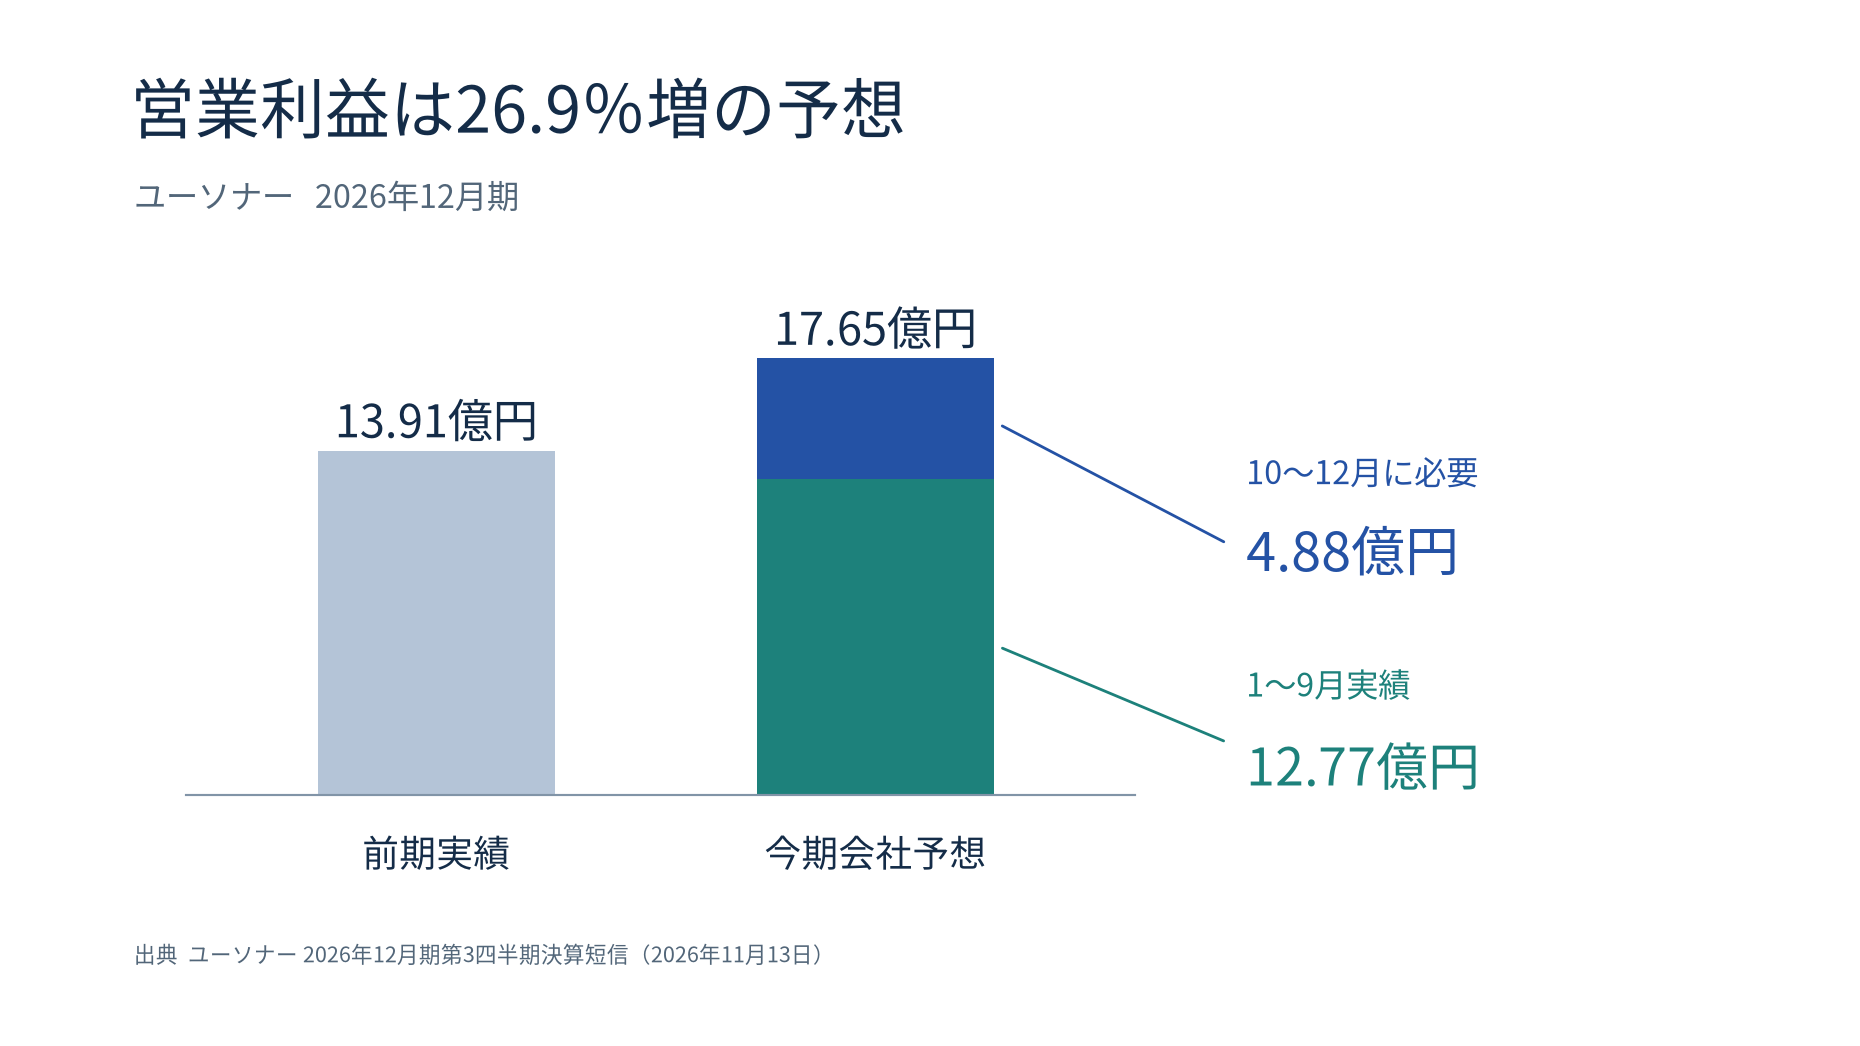 営業利益は26.9%増の予想
ユーソナー 2026年12月期
17.65億円
13.91億円
10〜12月に必要
4.88億円
1〜9月実績
12.77億円
前期実績
今期会社予想
出典 ユーソナー 2026年12月期第3四半期決算短信（2026年11月13日）